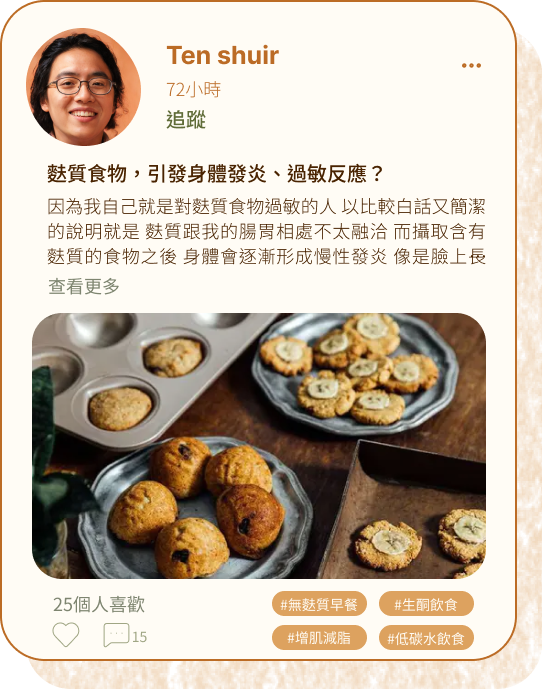 Ten shuir
72小時
追蹤
麩質食物，引發身體發炎、過敏反應？
因為我自己就是對麩質食物過敏的人 以比較白話又簡潔
的說明就是 麩質跟我的腸胃相處不太融洽 而攝取含有
麩質的食物之後 身體會逐漸形成慢性發炎 像是臉上長
查看更多
25個人喜歡
15
#無麩質早餐
#生酮飲食
#增肌減脂
#低碳水飲食